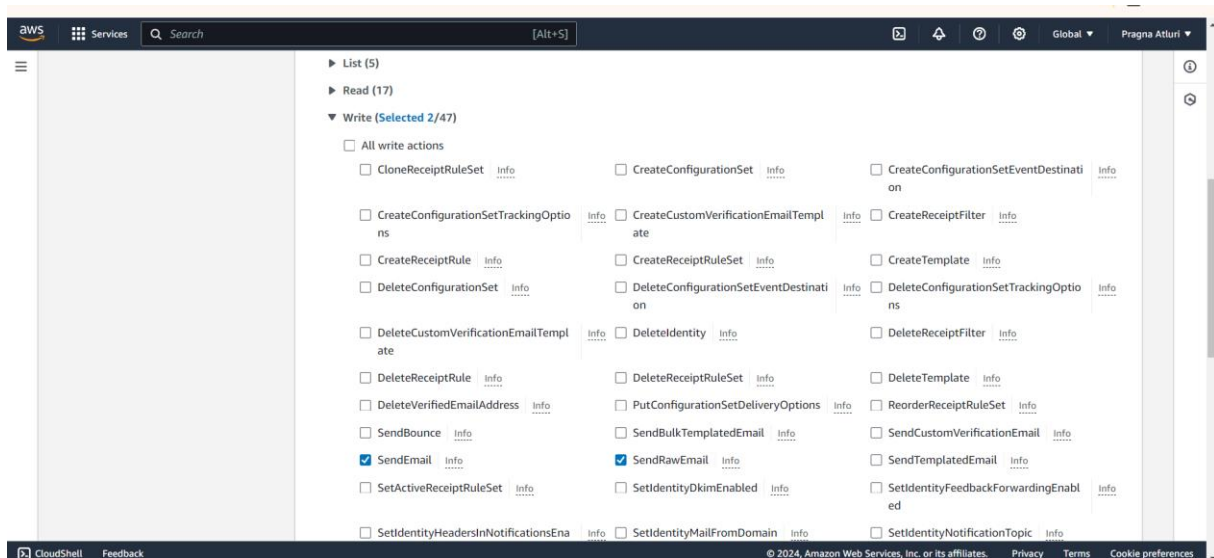 aws Services Search [Alt+S] Global ▼ Pragna Atluri ▼
▶ List (5)
▶ Read (17)
▼ Write (Selected 2/47)
All write actions
CloneReceiptRuleSet Info CreateConfigurationSet Info CreateConfigurationSetEventDestinati Info
on
CreateConfigurationSetTrackingOptio Info CreateCustomVerificationEmailTempl Info CreateReceiptFilter Info
ns ate
CreateReceiptRule Info CreateReceiptRuleSet Info CreateTemplate Info
DeleteConfigurationSet Info DeleteConfigurationSetEventDestinati Info DeleteConfigurationSetTrackingOptio Info
on ns
DeleteCustomVerificationEmailTempl Info DeleteIdentity Info DeleteReceiptFilter Info
ate
DeleteReceiptRule Info DeleteReceiptRuleSet Info DeleteTemplate Info
DeleteVerifiedEmailAddress Info PutConfigurationSetDeliveryOptions Info ReorderReceiptRuleSet Info
SendBounce Info SendBulkTemplatedEmail Info SendCustomVerificationEmail Info
SendEmail Info SendRawEmail Info SendTemplatedEmail Info
SetActiveReceiptRuleSet Info SetIdentityDkimEnabled Info SetIdentityFeedbackForwardingEnabl Info
ed
SetIdentityHeadersInNotificationsEna Info SetIdentityMailFromDomain Info SetIdentityNotificationTopic Info
CloudShell Feedback © 2024, Amazon Web Services, Inc. or its affiliates. Privacy Terms Cookie preferences